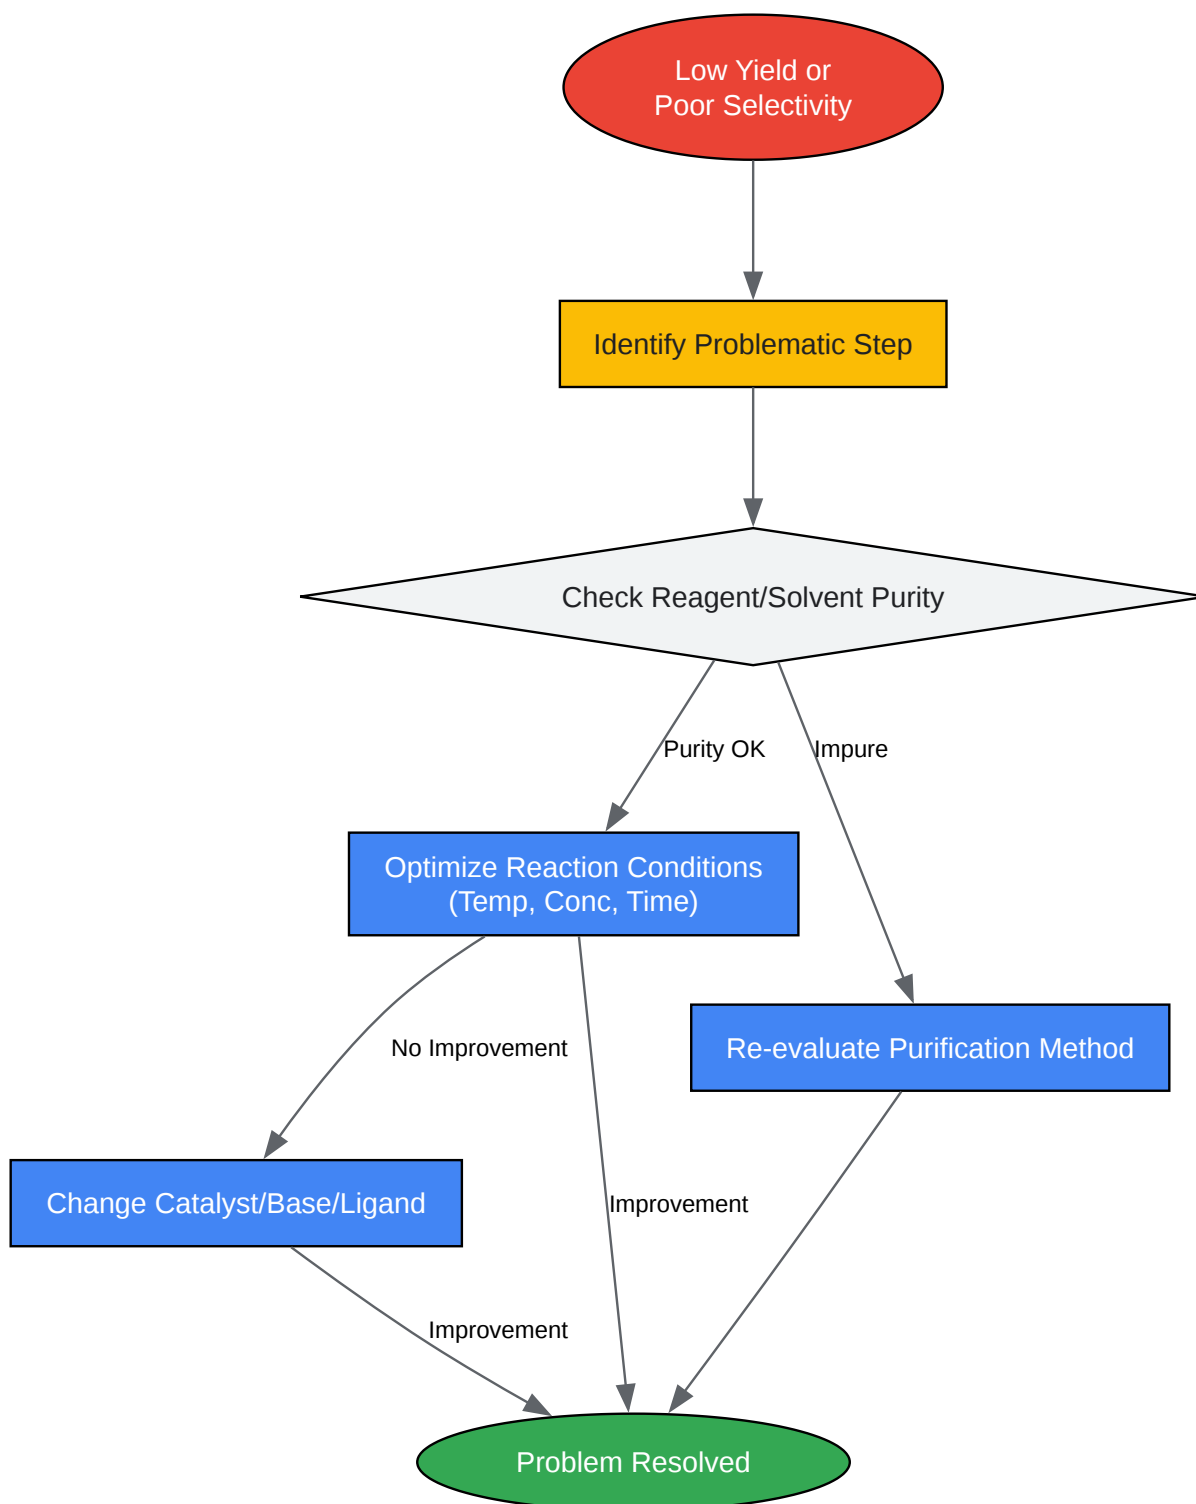 Low Yield or
Poor Selectivity
Identify Problematic Step
Check Reagent/Solvent Purity
Purity OK
Impure
Optimize Reaction Conditions
(Temp, Conc, Time)
No Improvement
Re-evaluate Purification Method
Change Catalyst/Base/Ligand
Improvement
Improvement
Problem Resolved